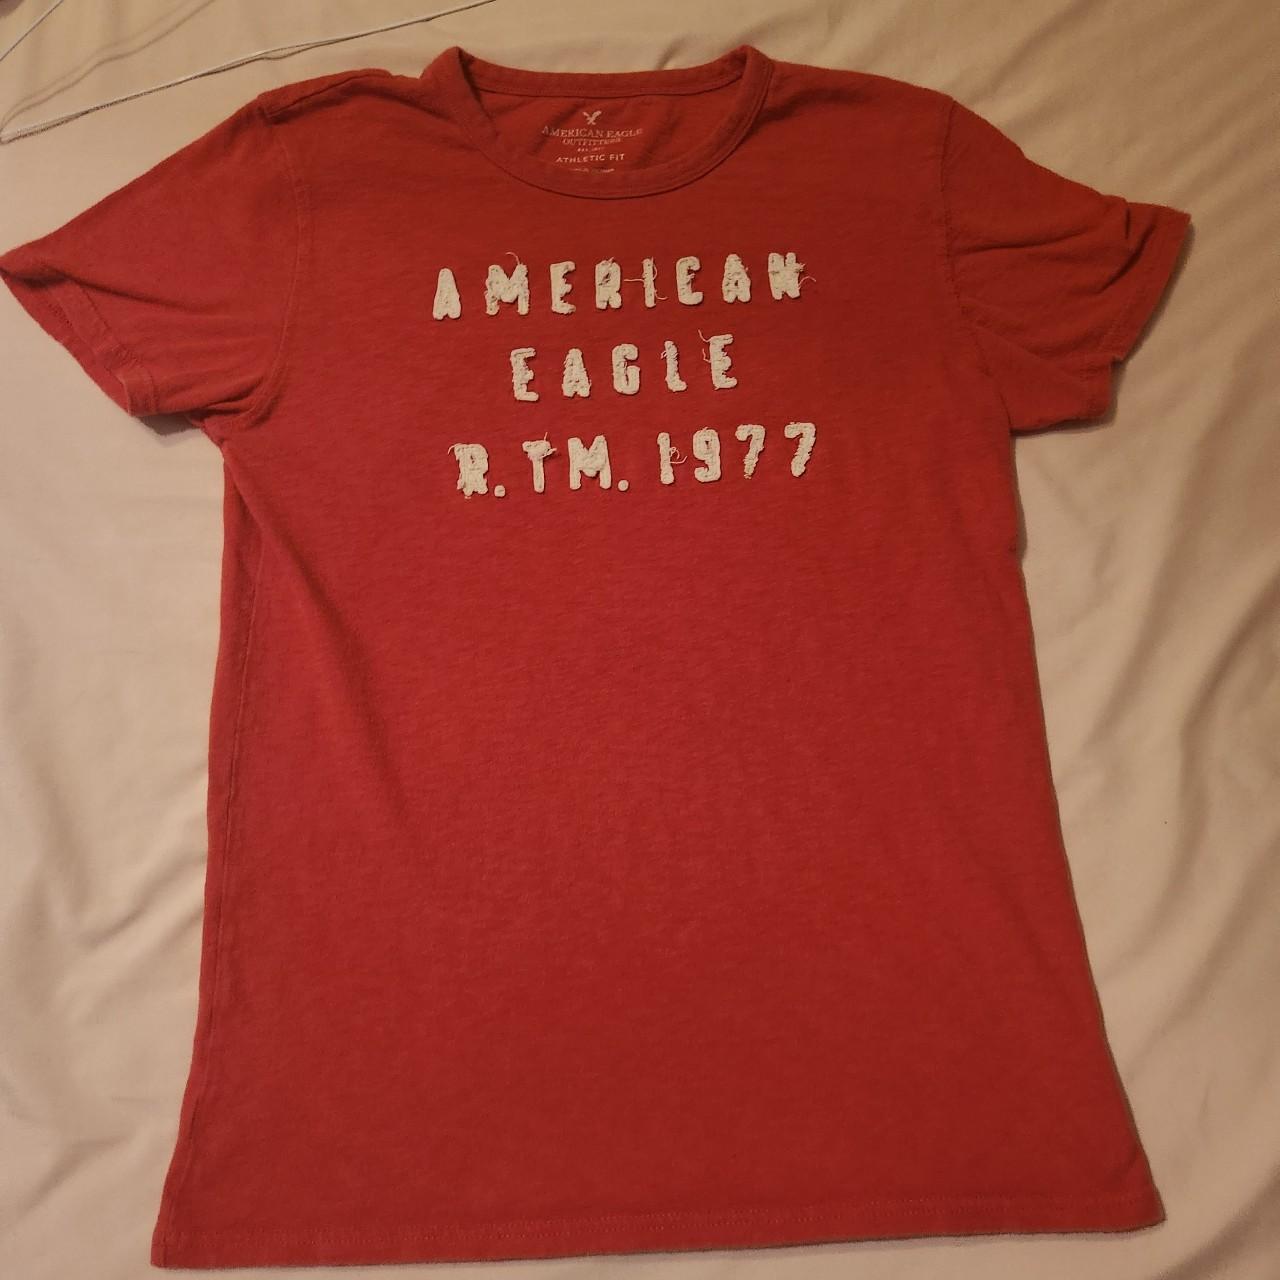 AMERICAN EAGLE
OUTFITTERS
ATHLETIC FIT
AMERICAN
EAGLE
R.TM. 1977